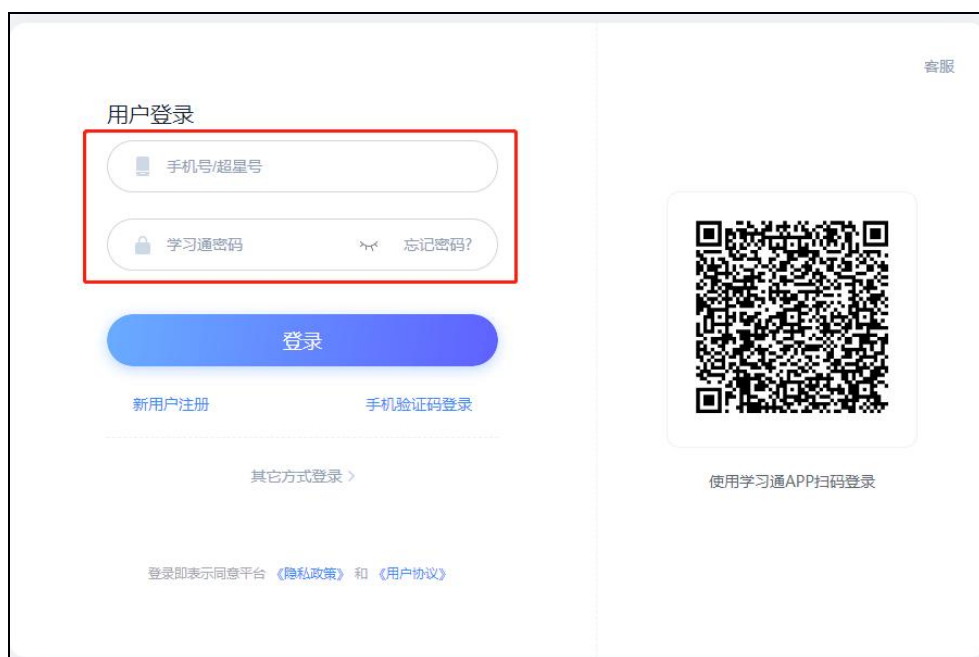 客服
用户登录
手机号/超星号
学习通密码 忘记密码?
登录
新用户注册 手机验证码登录
其它方式登录 >
使用学习通APP扫码登录
登录即表示同意平台 《隐私政策》 和 《用户协议》